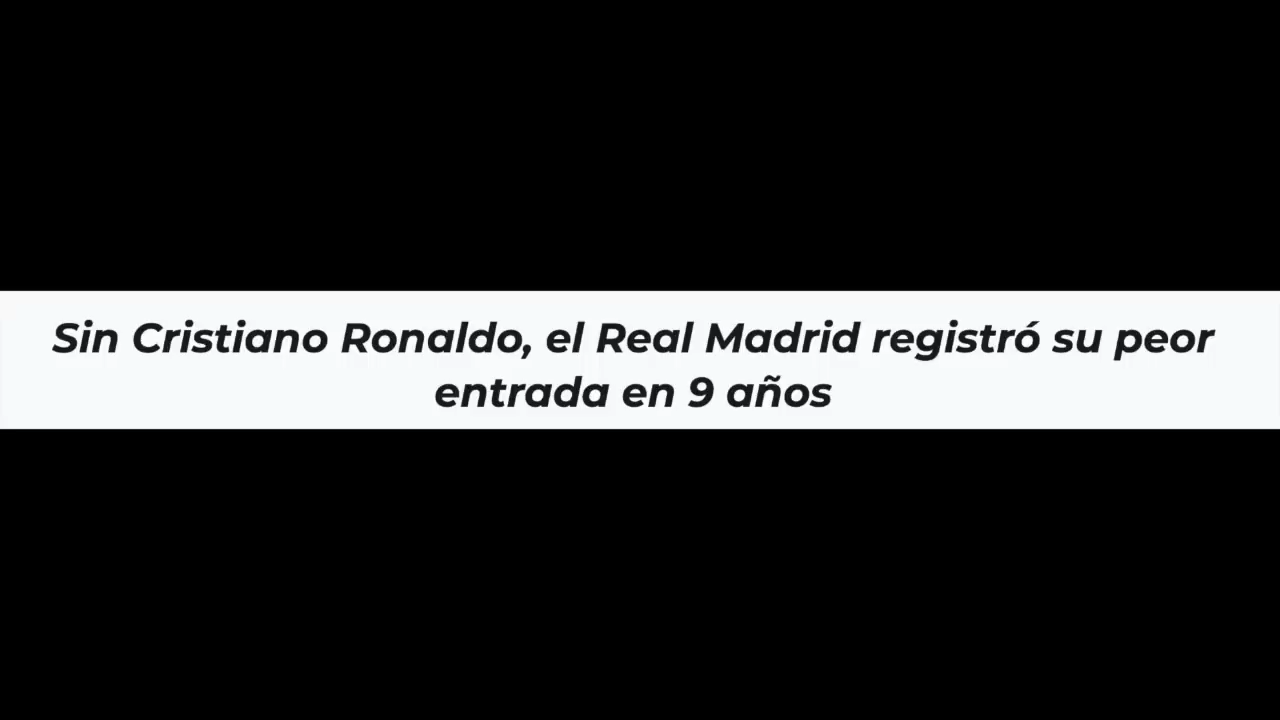 Sin Cristiano Ronaldo, el Real Madrid registró su peor
entrada en 9 años